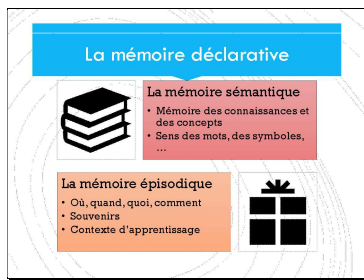 La mémoire déclarative
La mémoire sémantique
• Mémoire des connaissances et
des concepts
• Sens des mots, des symboles,
…
La mémoire épisodique
• Où, quand, quoi, comment
• Souvenirs
• Contexte d'apprentissage